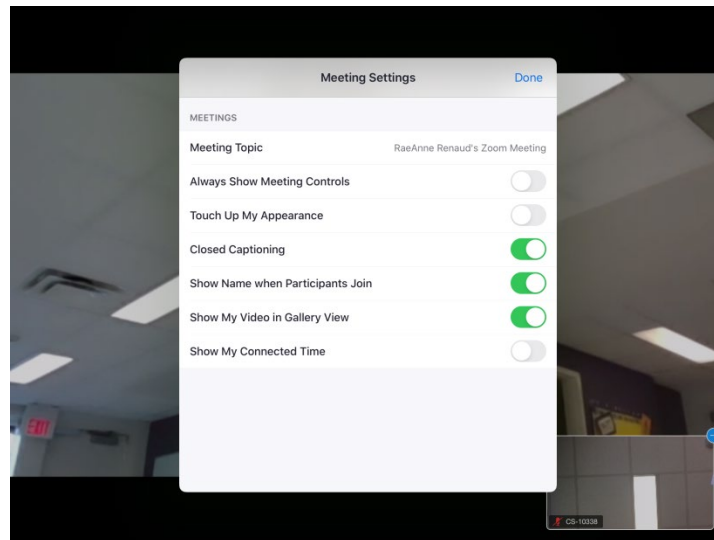 Meeting Settings
Done
MEETINGS
Meeting Topic RaeAnne Renaud's Zoom Meeting
Always Show Meeting Controls
Touch Up My Appearance
Closed Captioning
Show Name when Participants Join
Show My Video in Gallery View
Show My Connected Time
EXIT
CS-10338